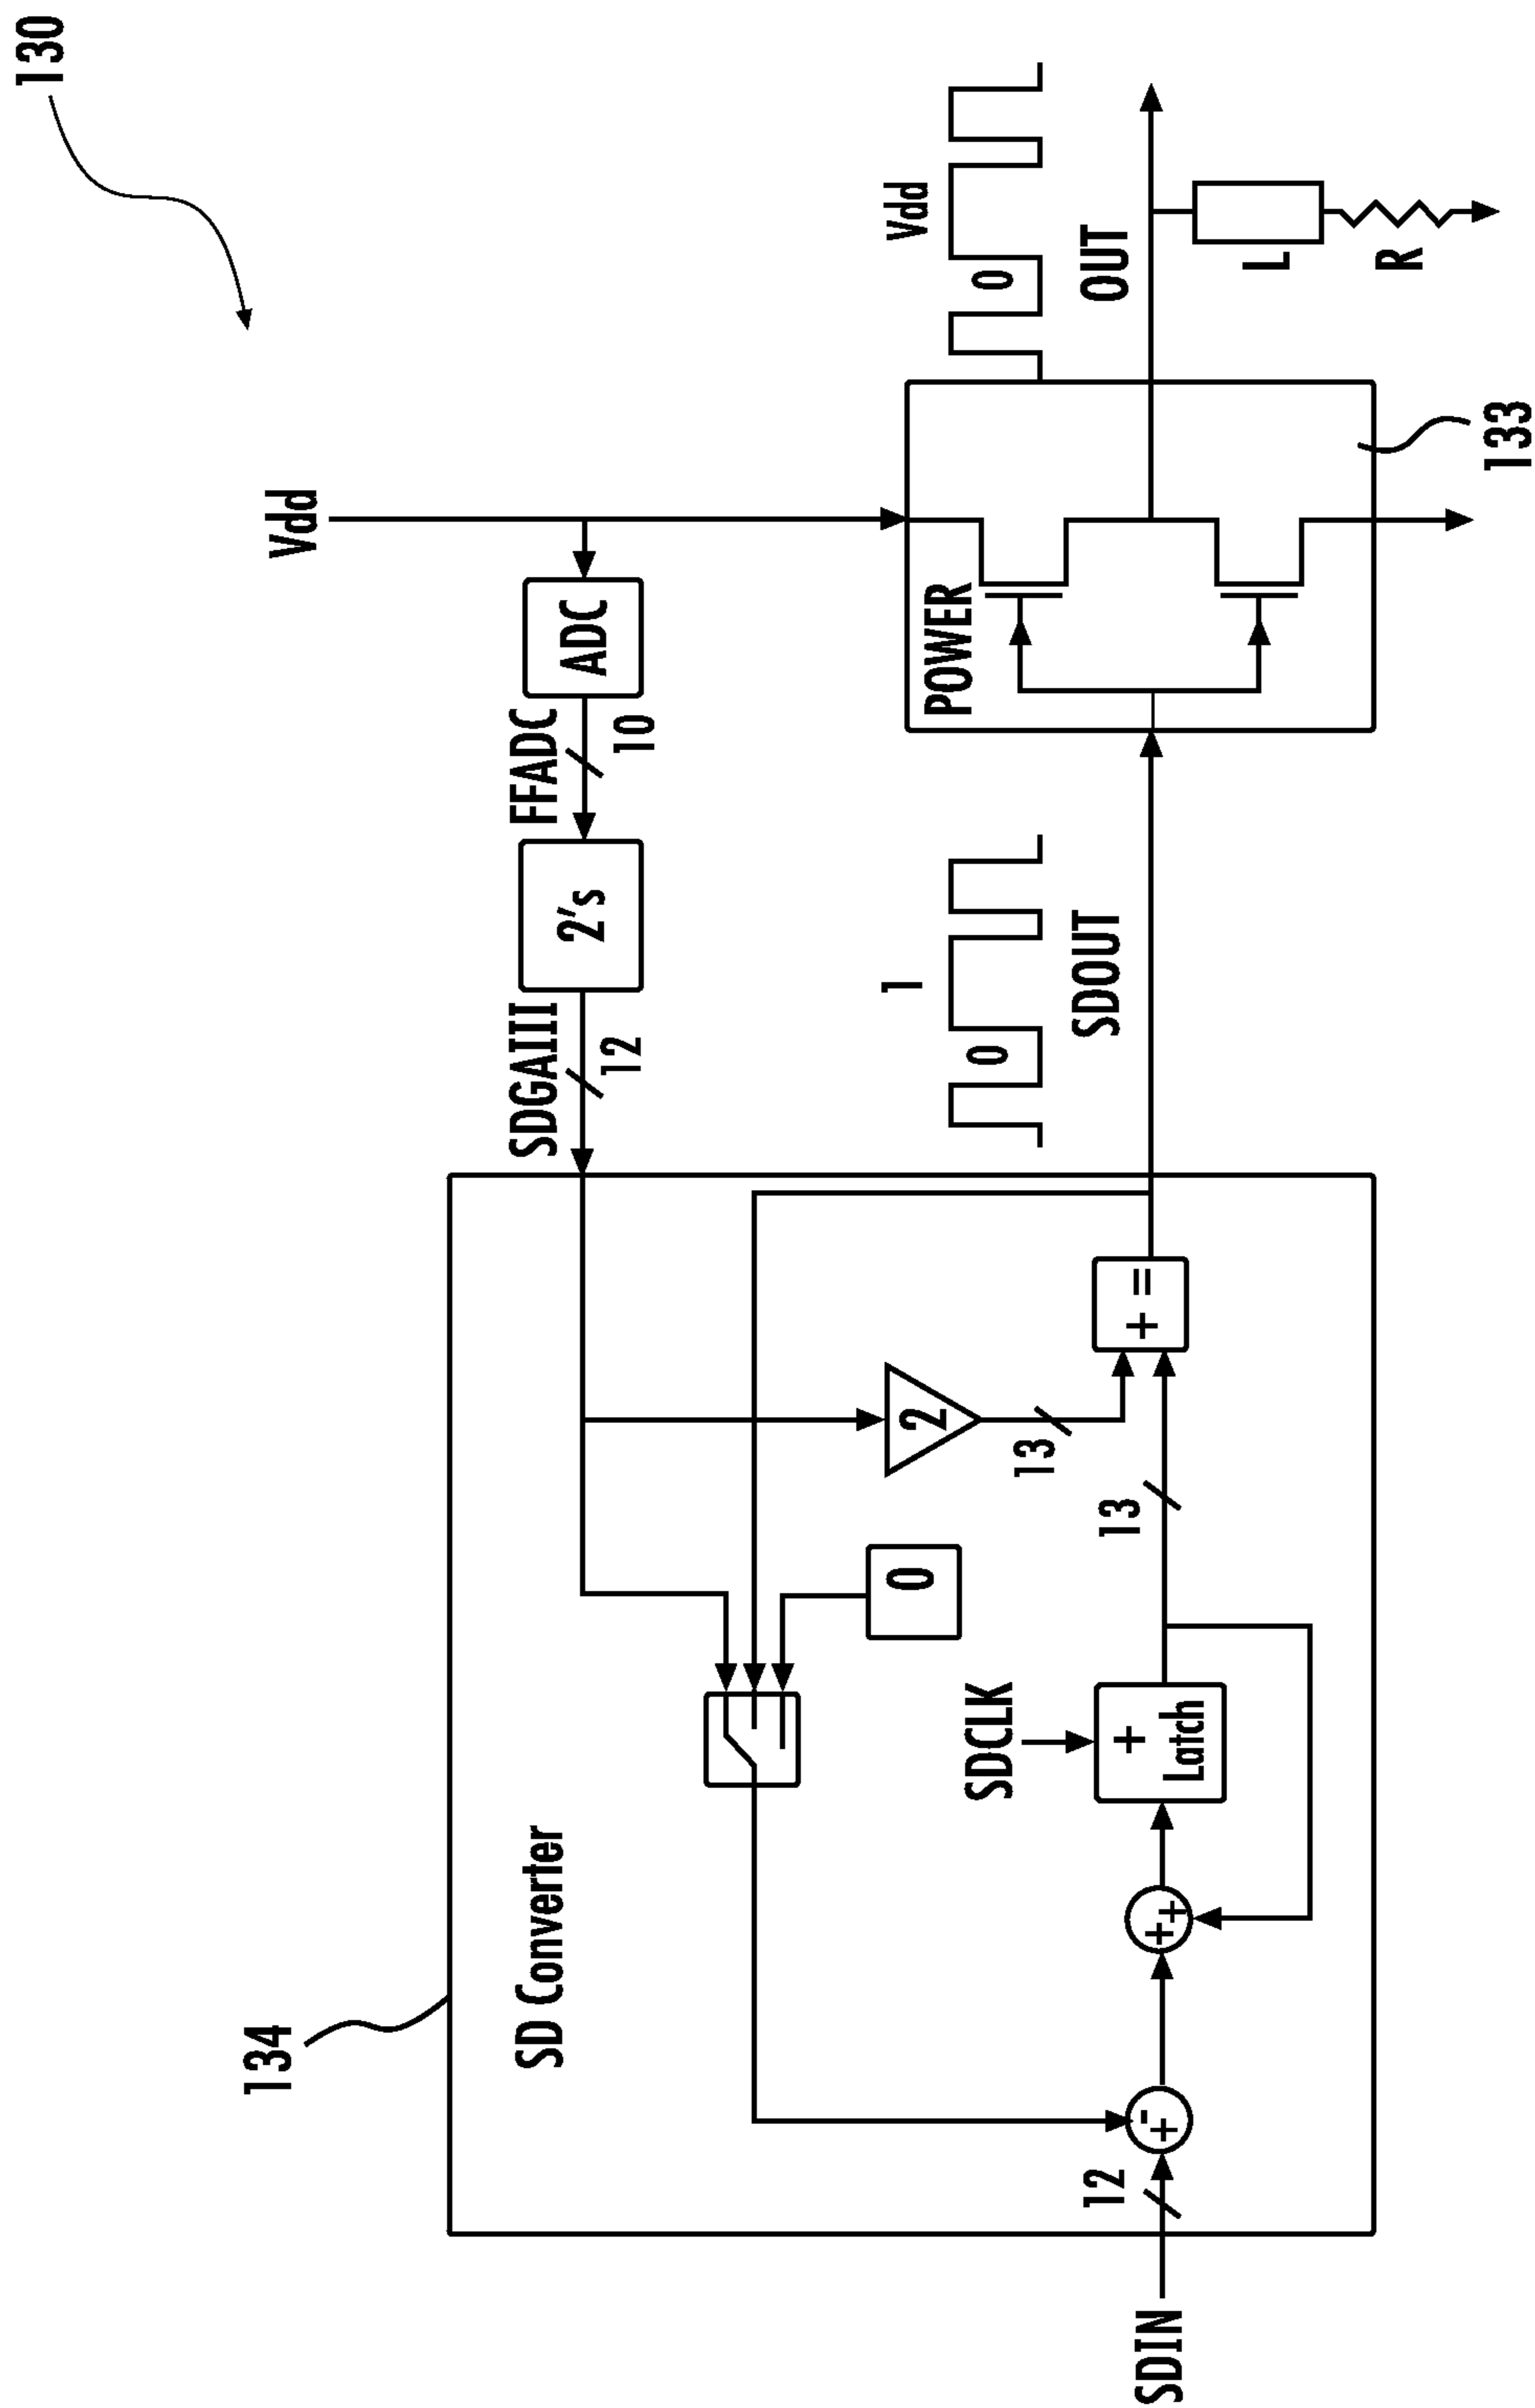 130
Vdd
ADC
FFADC
10
2's
SDGAIII
12
134
SD Converter
2
13
0
SDCLK
+
Latch
13
+ =
+ +
- +
12
SDIN
1
0
SDOUT
POWER
133
Vdd
0
OUT
L
R